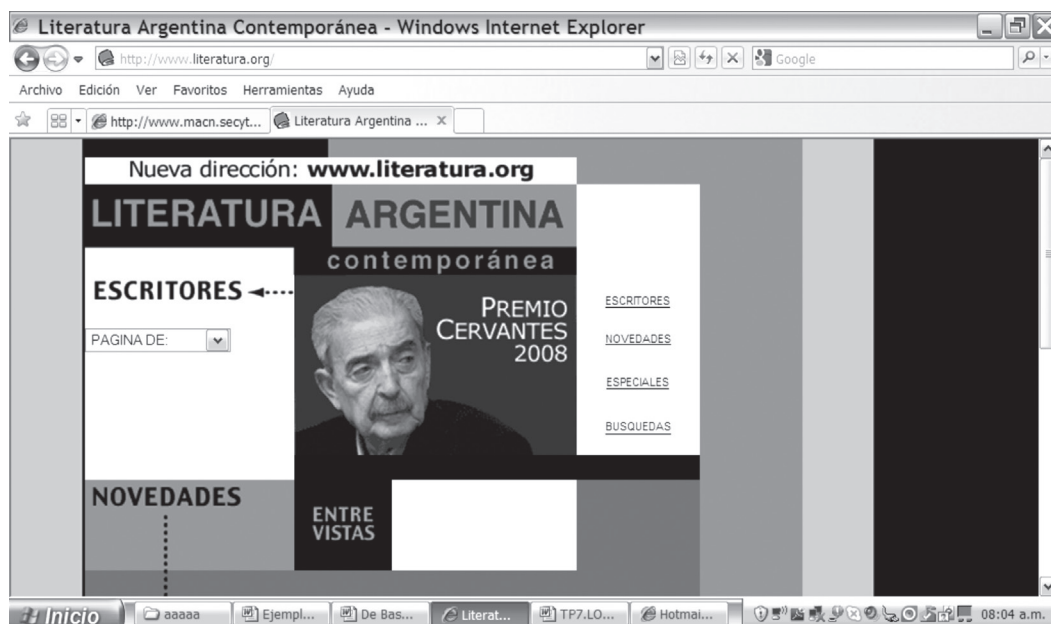 Literatura Argentina Contemporánea - Windows Internet Explorer
http://www.literatura.org/
Google
Archivo Edición Ver Favoritos Herramientas Ayuda
http://www.macn.secyt... Literatura Argentina ...
Nueva dirección: www.literatura.org
LITERATURA ARGENTINA
contemporánea
ESCRITORES
PAGINA DE:
PREMIO
CERVANTES
2008
ESCRITORES
NOVEDADES
ESPECIALES
BUSQUEDAS
NOVEDADES
ENTRE
VISTAS
Inicio aaaaa Ejempl... De Bas... Literat... TP7.LO... Hotmai... 08:04 a.m.